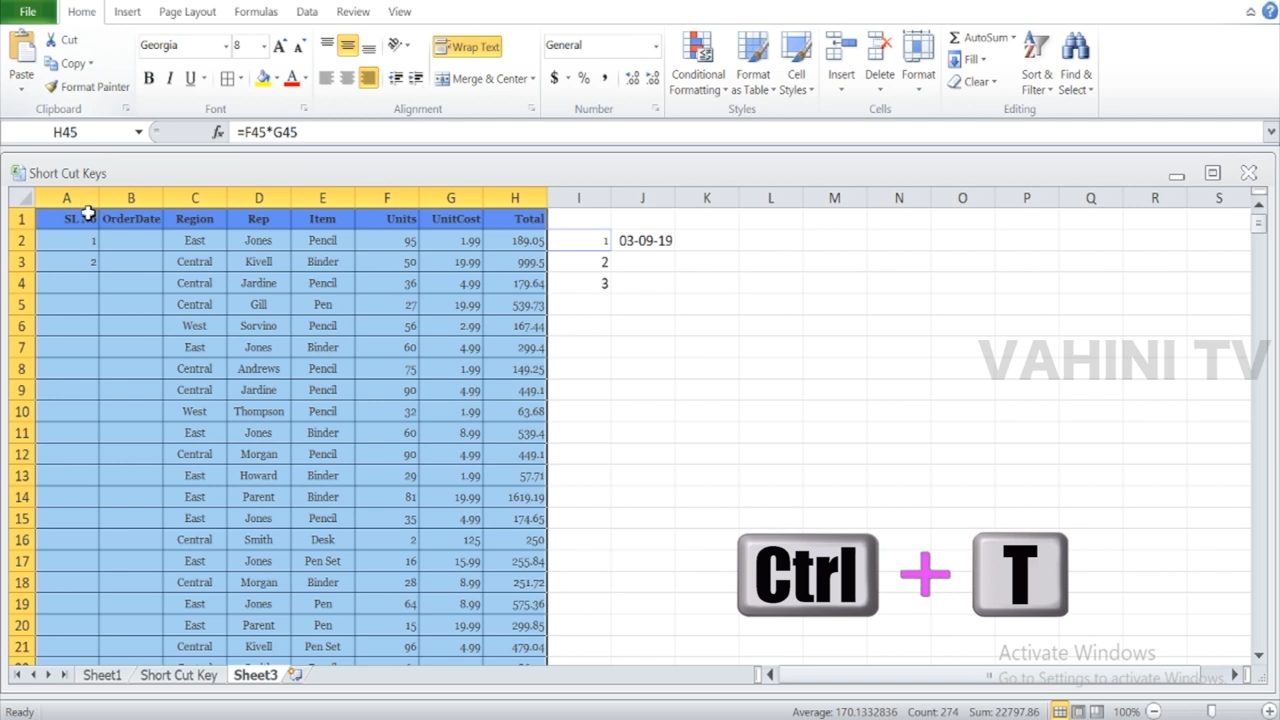 File Home Insert Page Layout Formulas Data Review View
Paste Cut Copy Format Painter Clipboard
Georgia 8 A A B I U A Font
Wrap Text Merge & Center Alignment
General $ % , Number
Conditional Formatting Format as Table Cell Styles Styles
Insert Delete Format Cells
Σ AutoSum Fill Clear Sort & Filter Find & Select Editing
H45 fx =F45*G45
Short Cut Keys
A B C D E F G H I J K L M N O P Q R S
1 SL OrderDate Region Rep Item Units UnitCost Total
2 1 East Jones Pencil 95 1.99 189.05 1 03-09-19
3 2 Central Kivell Binder 50 19.99 999.5 2
4 Central Jardine Pencil 36 4.99 179.64 3
5 Central Gill Pen 27 19.99 539.73
6 West Sorvino Pencil 56 2.99 167.44
7 East Jones Binder 60 4.99 299.4
8 Central Andrews Pencil 75 1.99 149.25
9 Central Jardine Pencil 90 4.99 449.1
10 West Thompson Pencil 32 1.99 63.68
11 East Jones Binder 60 8.99 539.4
12 Central Morgan Pencil 90 4.99 449.1
13 East Howard Binder 29 1.99 57.71
14 East Parent Binder 81 19.99 1619.19
15 East Jones Pencil 35 4.99 174.65
16 Central Smith Desk 2 125 250
17 East Jones Pen Set 16 15.99 255.84
18 Central Morgan Binder 28 8.99 251.72
19 East Jones Pen 64 8.99 575.36
20 East Parent Pen 15 19.99 299.85
21 Central Kivell Pen Set 96 4.99 479.04
VAHINI TV
Ctrl + T
Activate Windows
Go to Settings to activate Windows.
Sheet1 Short Cut Key Sheet3
Ready Average: 170.1332836 Count: 274 Sum: 22797.86 100%